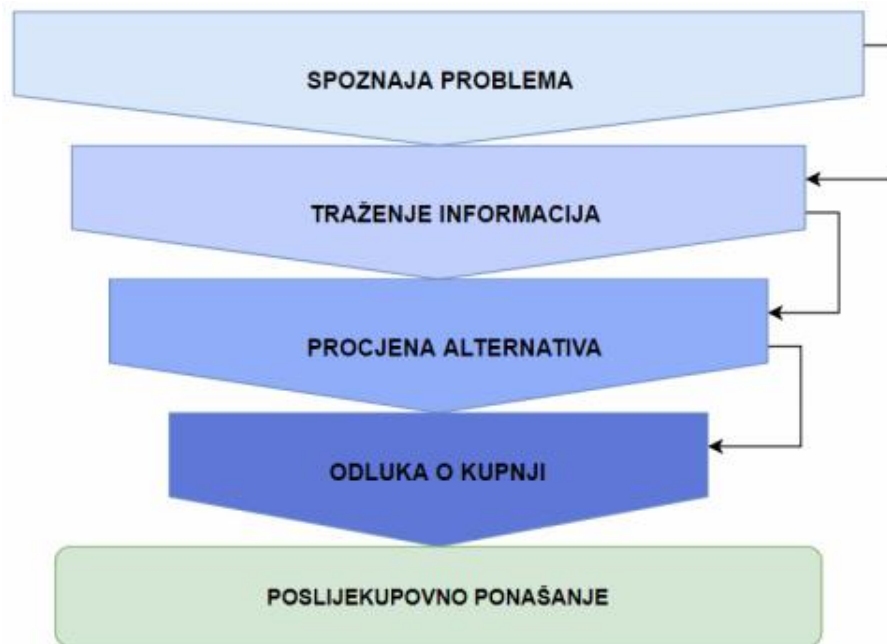 SPOZNAJA PROBLEMA
TRAŽENJE INFORMACIJA
PROCJENA ALTERNATIVA
ODLUKA O KUPNJI
POSLIJEKUPOVNO PONAŠANJE